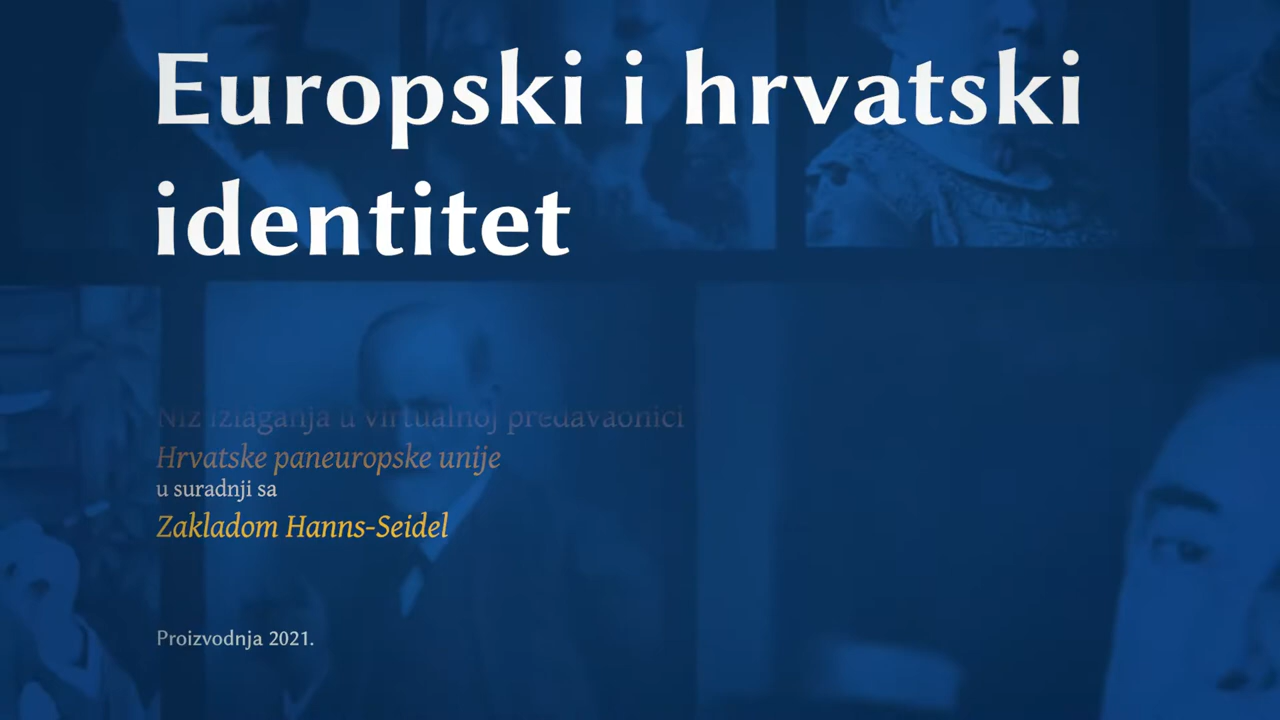 Europski i hrvatski
identitet
Niz izlaganja u virtualnoj predavaonici
Hrvatske paneuropske unije
u suradnji sa
Zakladom Hanns-Seidel
Proizvodnja 2021.